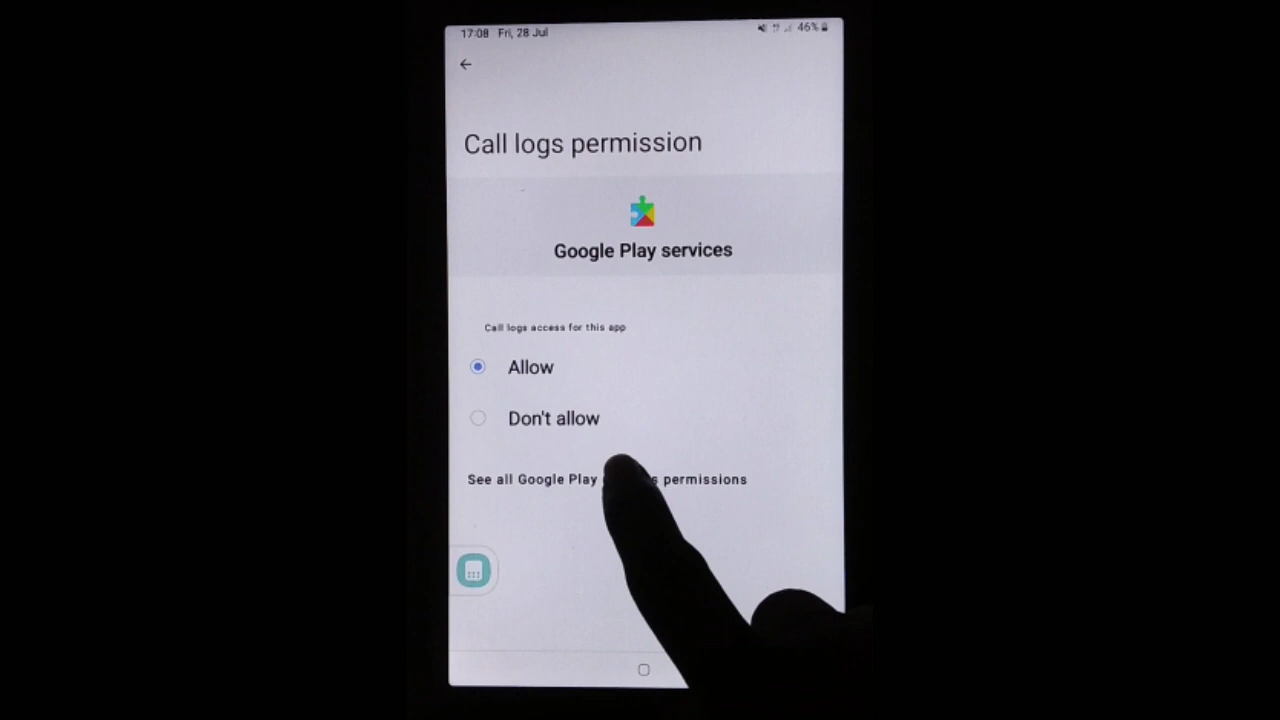 17:08 Fri, 28 Jul
46%
Call logs permission
Google Play services
Call logs access for this app
Allow
Don't allow
See all Google Play s permissions